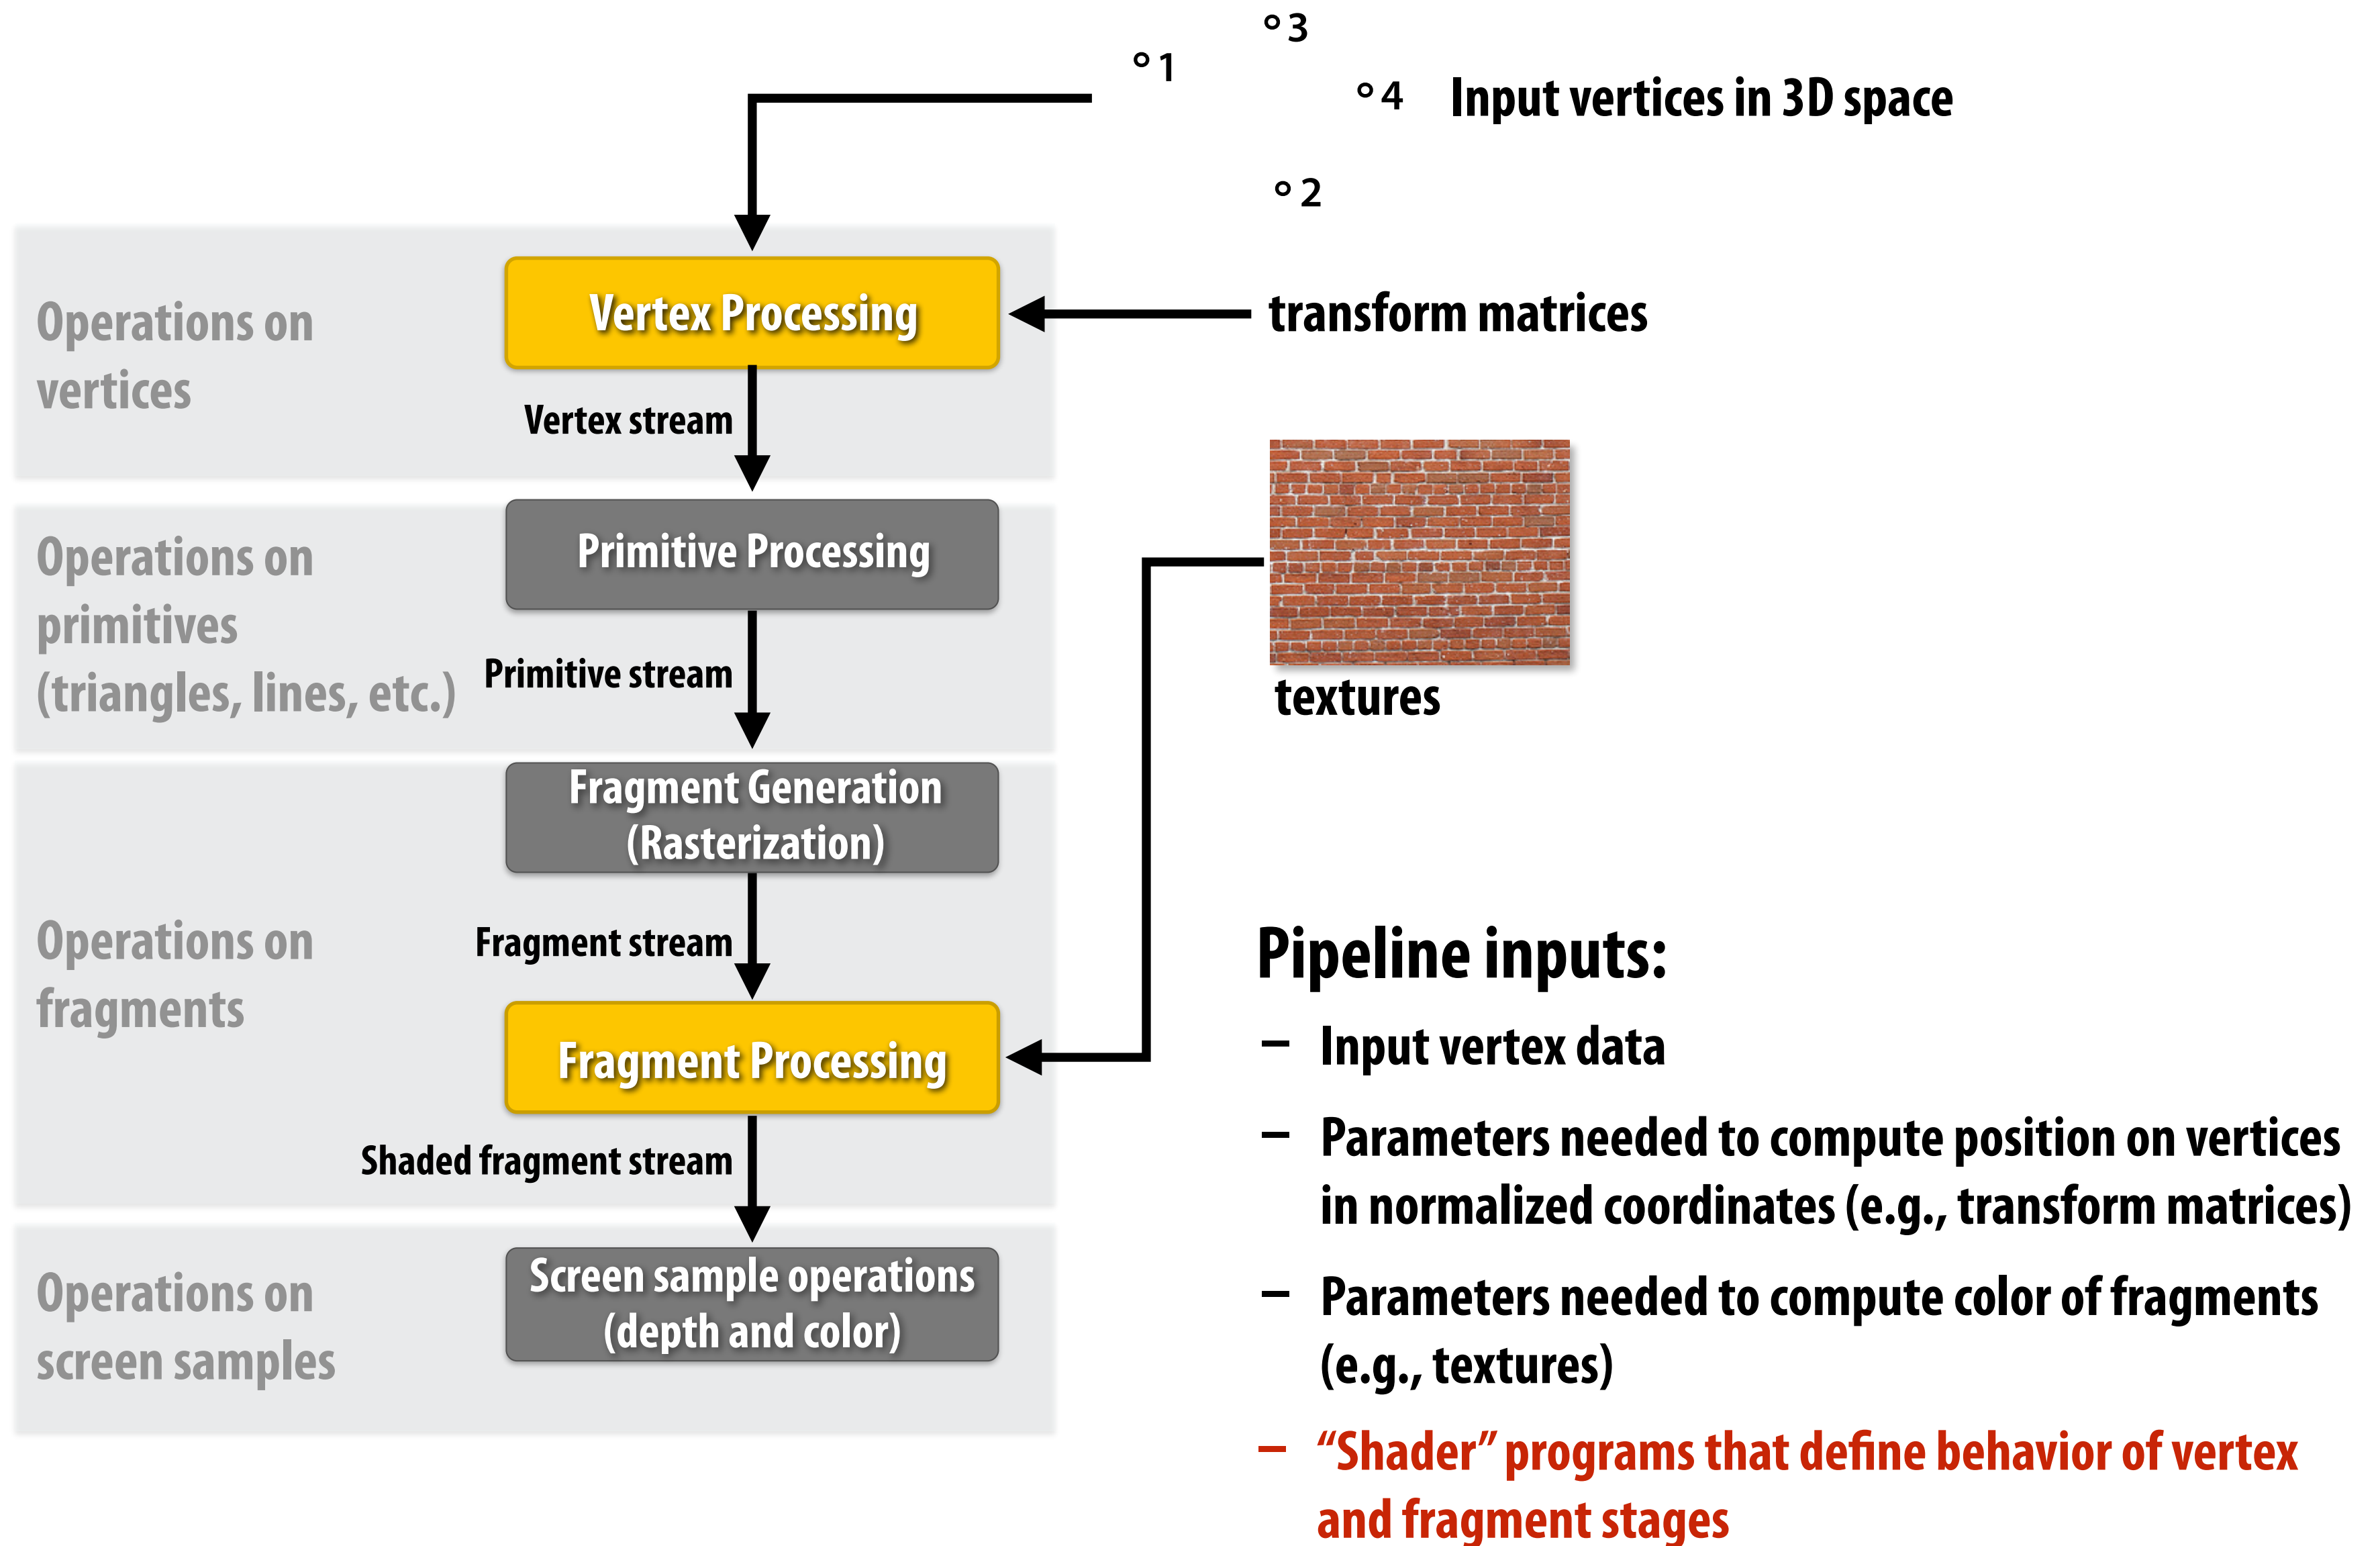 3
1
4
Input vertices in 3D space
2
Operations on
vertices
Vertex Processing
transform matrices
Vertex stream
Operations on
primitives
(triangles, lines, etc.)
Primitive Processing
Primitive stream
textures
Operations on
fragments
Fragment Generation
(Rasterization)
Fragment stream
Fragment Processing
Shaded fragment stream
Operations on
screen samples
Screen sample operations
(depth and color)
Pipeline inputs:
– Input vertex data
– Parameters needed to compute position on vertices
in normalized coordinates (e.g., transform matrices)
– Parameters needed to compute color of fragments
(e.g., textures)
– “Shader” programs that define behavior of vertex
and fragment stages